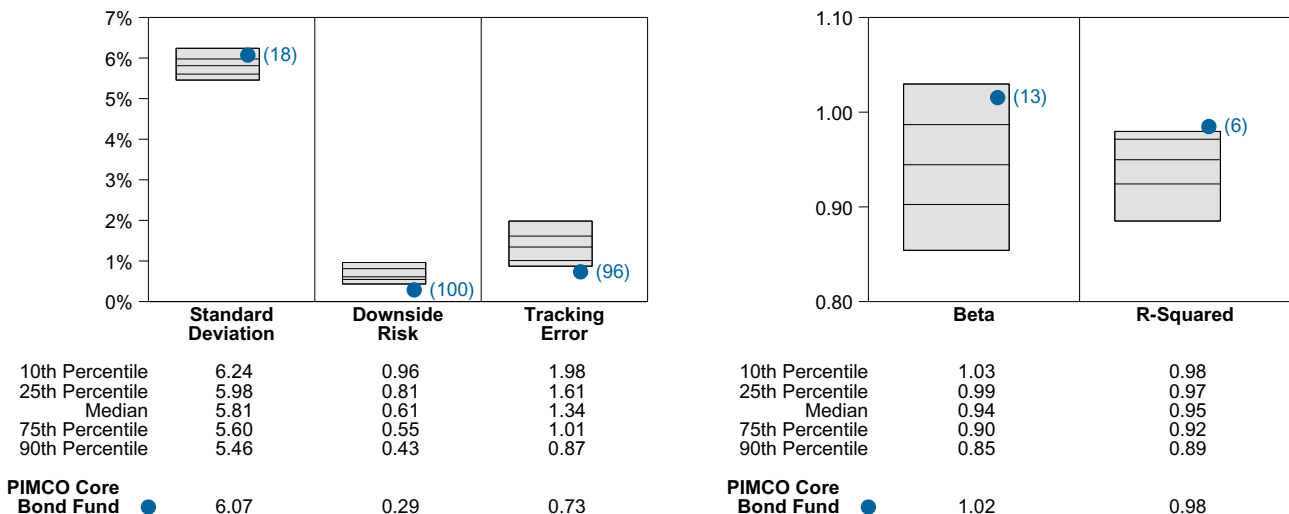 7%
6%
5%
4%
3%
2%
1%
0%
(18)
(100)
(96)
Standard Deviation
Downside Risk
Tracking Error
10th Percentile 6.24 0.96 1.98
25th Percentile 5.98 0.81 1.61
Median 5.81 0.61 1.34
75th Percentile 5.60 0.55 1.01
90th Percentile 5.46 0.43 0.87
PIMCO Core
Bond Fund 6.07 0.29 0.73
1.10
1.00
0.90
0.80
(13)
(6)
Beta
R-Squared
10th Percentile 1.03 0.98
25th Percentile 0.99 0.97
Median 0.94 0.95
75th Percentile 0.90 0.92
90th Percentile 0.85 0.89
PIMCO Core
Bond Fund 1.02 0.98